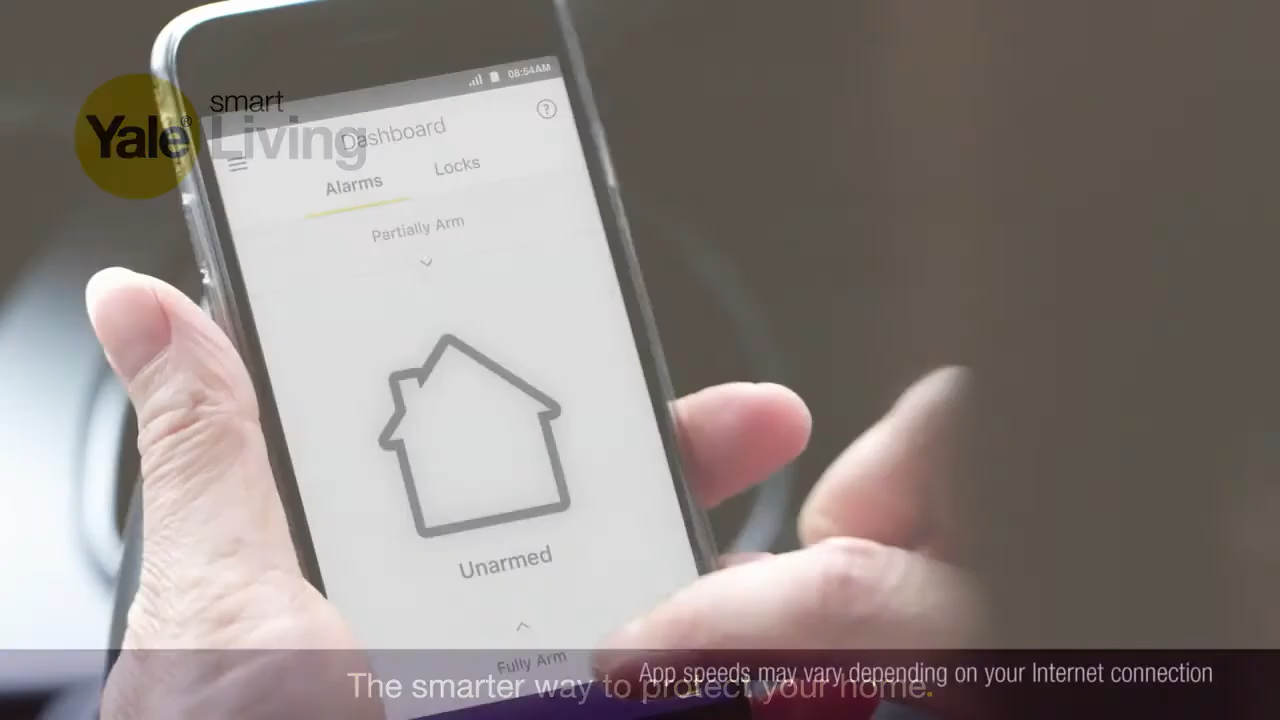 08:54AM
smart
Yale® Living
Dashboard
?
Alarms
Locks
Partially Arm
Unarmed
Fully Arm
App speeds may vary depending on your Internet connection
The smarter way to protect your home.